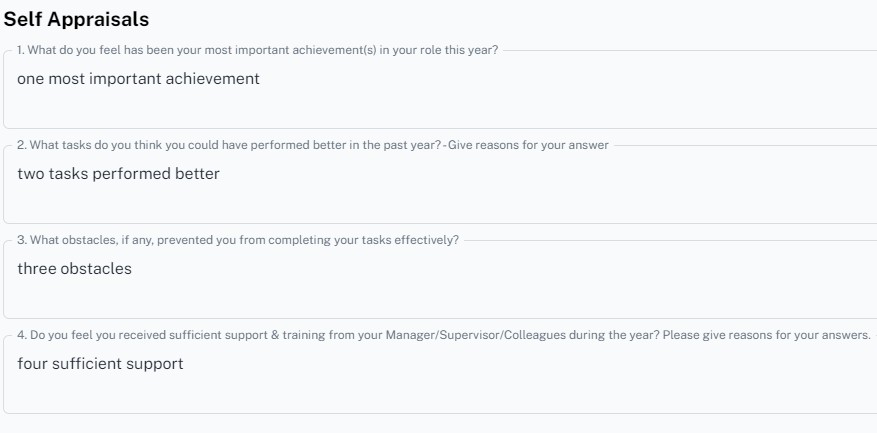 Self Appraisals
1. What do you feel has been your most important achievement(s) in your role this year?
one most important achievement
2. What tasks do you think you could have performed better in the past year? - Give reasons for your answer
two tasks performed better
3. What obstacles, if any, prevented you from completing your tasks effectively?
three obstacles
4. Do you feel you received sufficient support & training from your Manager/Supervisor/Colleagues during the year? Please give reasons for your answers.
four sufficient support